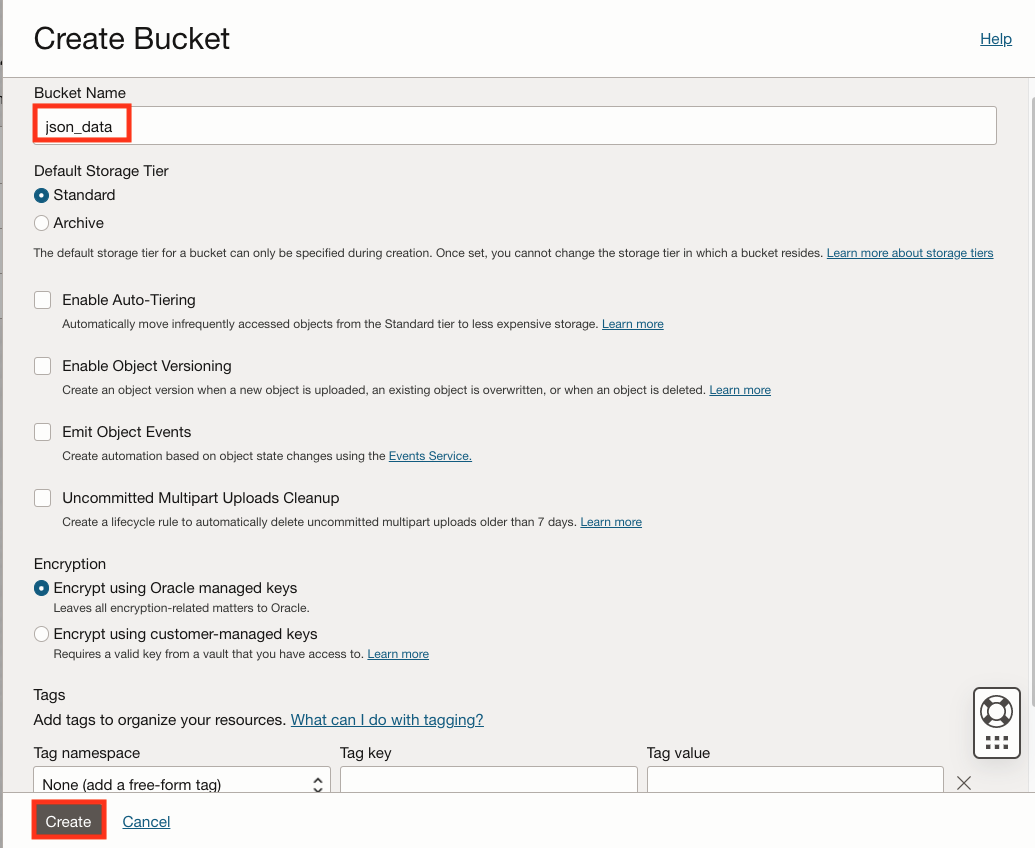 Create Bucket
Help
Bucket Name
json_data
Default Storage Tier
Standard
Archive
The default storage tier for a bucket can only be specified during creation. Once set, you cannot change the storage tier in which a bucket resides. Learn more about storage tiers
Enable Auto-Tiering
Automatically move infrequently accessed objects from the Standard tier to less expensive storage. Learn more
Enable Object Versioning
Create an object version when a new object is uploaded, an existing object is overwritten, or when an object is deleted. Learn more
Emit Object Events
Create automation based on object state changes using the Events Service.
Uncommitted Multipart Uploads Cleanup
Create a lifecycle rule to automatically delete uncommitted multipart uploads older than 7 days. Learn more
Encryption
Encrypt using Oracle managed keys
Leaves all encryption-related matters to Oracle.
Encrypt using customer-managed keys
Requires a valid key from a vault that you have access to. Learn more
Tags
Add tags to organize your resources. What can I do with tagging?
Tag namespace Tag key Tag value
None (add a free-form tag)
Create Cancel